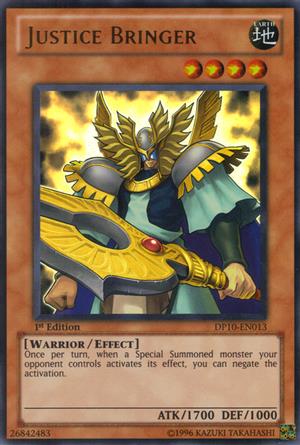 JUSTICE BRINGER
EARTH
地
1st Edition
DP10-EN013
[WARRIOR/EFFECT]
Once per turn, when a Special Summoned monster your
opponent controls activates its effect, you can negate the
activation.
ATK/1700 DEF/1000
26842483
©1996 KAZUKI TAKAHASHI